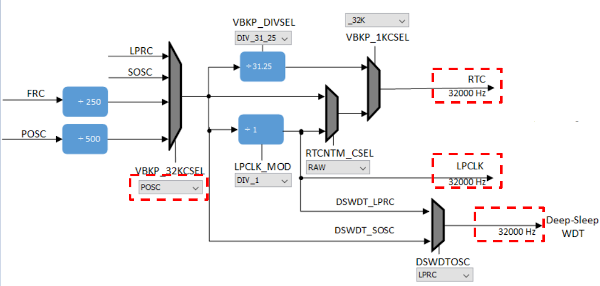 VBKP_DIVSEL
DIV_31_25
_32K
VBKP_1KCSEL
LPRC
SOSC
÷ 31.25
RTC
32000 Hz
FRC
÷ 250
÷ 1
POSC
÷ 500
RTCNTM_CSEL
RAW
LPCLK
32000 Hz
VBKP_32KCSEL
POSC
LPCLK_MOD
DIV_1
DSWDT_LPRC
Deep-Sleep
WDT
32000 Hz
DSWDT_SOSC
DSWDTOSC
LPRC